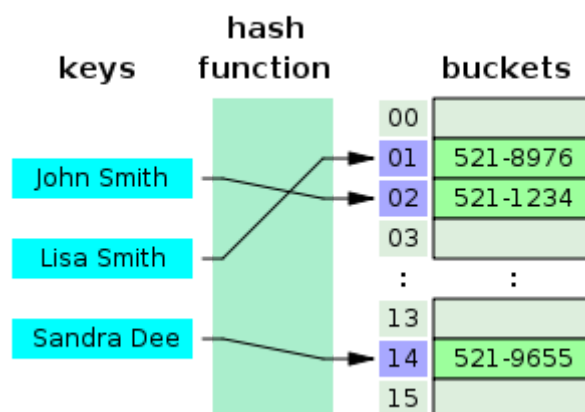 keys
hash
function
buckets
John Smith
Lisa Smith
Sandra Dee
00
01 521-8976
02 521-1234
03
: :
13
14 521-9655
15